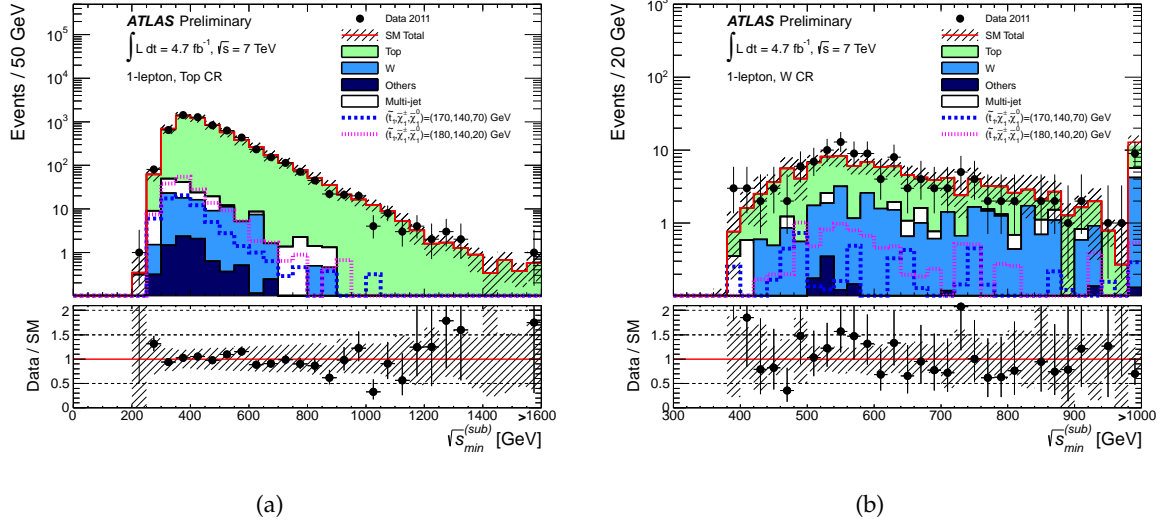 ATLAS Preliminary
∫ L dt = 4.7 fb⁻¹, √s = 7 TeV
1-lepton, Top CR
Data 2011
SM Total
Top
W
Others
Multi-jet
(t̃,χ̃₁±,χ̃₁⁰)=(170,140,70) GeV
(t̃,χ̃₁±,χ̃₁⁰)=(180,140,20) GeV
Events / 50 GeV
10⁵
10⁴
10³
10²
10
1
Data / SM
2
1.5
1
0.5
0
0 200 400 600 800 1000 1200 1400 >1600
√s_min^(sub) [GeV]
(a)
ATLAS Preliminary
∫ L dt = 4.7 fb⁻¹, √s = 7 TeV
1-lepton, W CR
Data 2011
SM Total
Top
W
Others
Multi-jet
(t̃,χ̃₁±,χ̃₁⁰)=(170,140,70) GeV
(t̃,χ̃₁±,χ̃₁⁰)=(180,140,20) GeV
Events / 20 GeV
10³
10²
10
1
Data / SM
2
1.5
1
0.5
0
300 400 500 600 700 800 900 >1000
√s_min^(sub) [GeV]
(b)